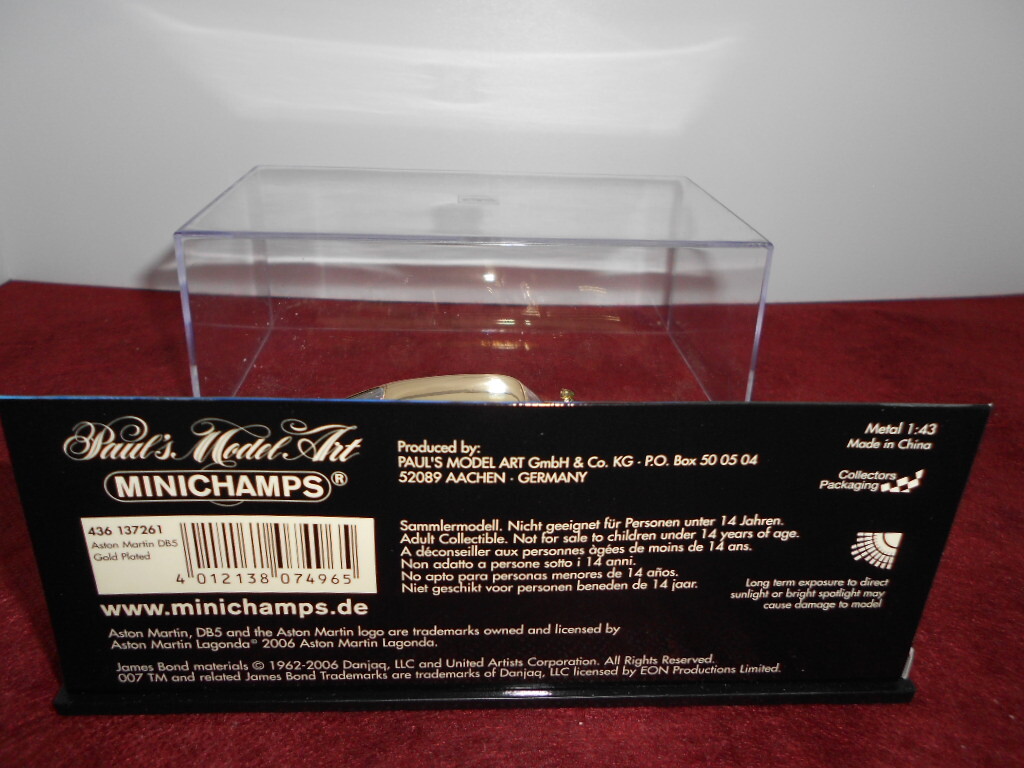 Paul's Model Art
MINICHAMPS®
436 137261
Aston Martin DB5
Gold Plated
4 012138 074965
www.minichamps.de
Produced by:
PAUL'S MODEL ART GmbH & Co. KG · P.O. Box 50 05 04
52089 AACHEN · GERMANY
Metal 1:43
Made in China
Collectors
Packaging
Sammlermodell. Nicht geeignet für Personen unter 14 Jahren.
Adult Collectible. Not for sale to children under 14 years of age.
A déconseiller aux personnes âgées de moins de 14 ans.
Non adatto a persone sotto i 14 anni.
No apto para personas menores de 14 años.
Niet geschikt voor personen beneden de 14 jaar.
Long term exposure to direct
sunlight or bright spotlight may
cause damage to model
Aston Martin, DB5 and the Aston Martin logo are trademarks owned and licensed by
Aston Martin Lagonda® 2006 Aston Martin Lagonda.
James Bond materials © 1962-2006 Danjaq, LLC and United Artists Corporation. All Rights Reserved.
007 TM and related James Bond Trademarks are trademarks of Danjaq, LLC licensed by EON Productions Limited.